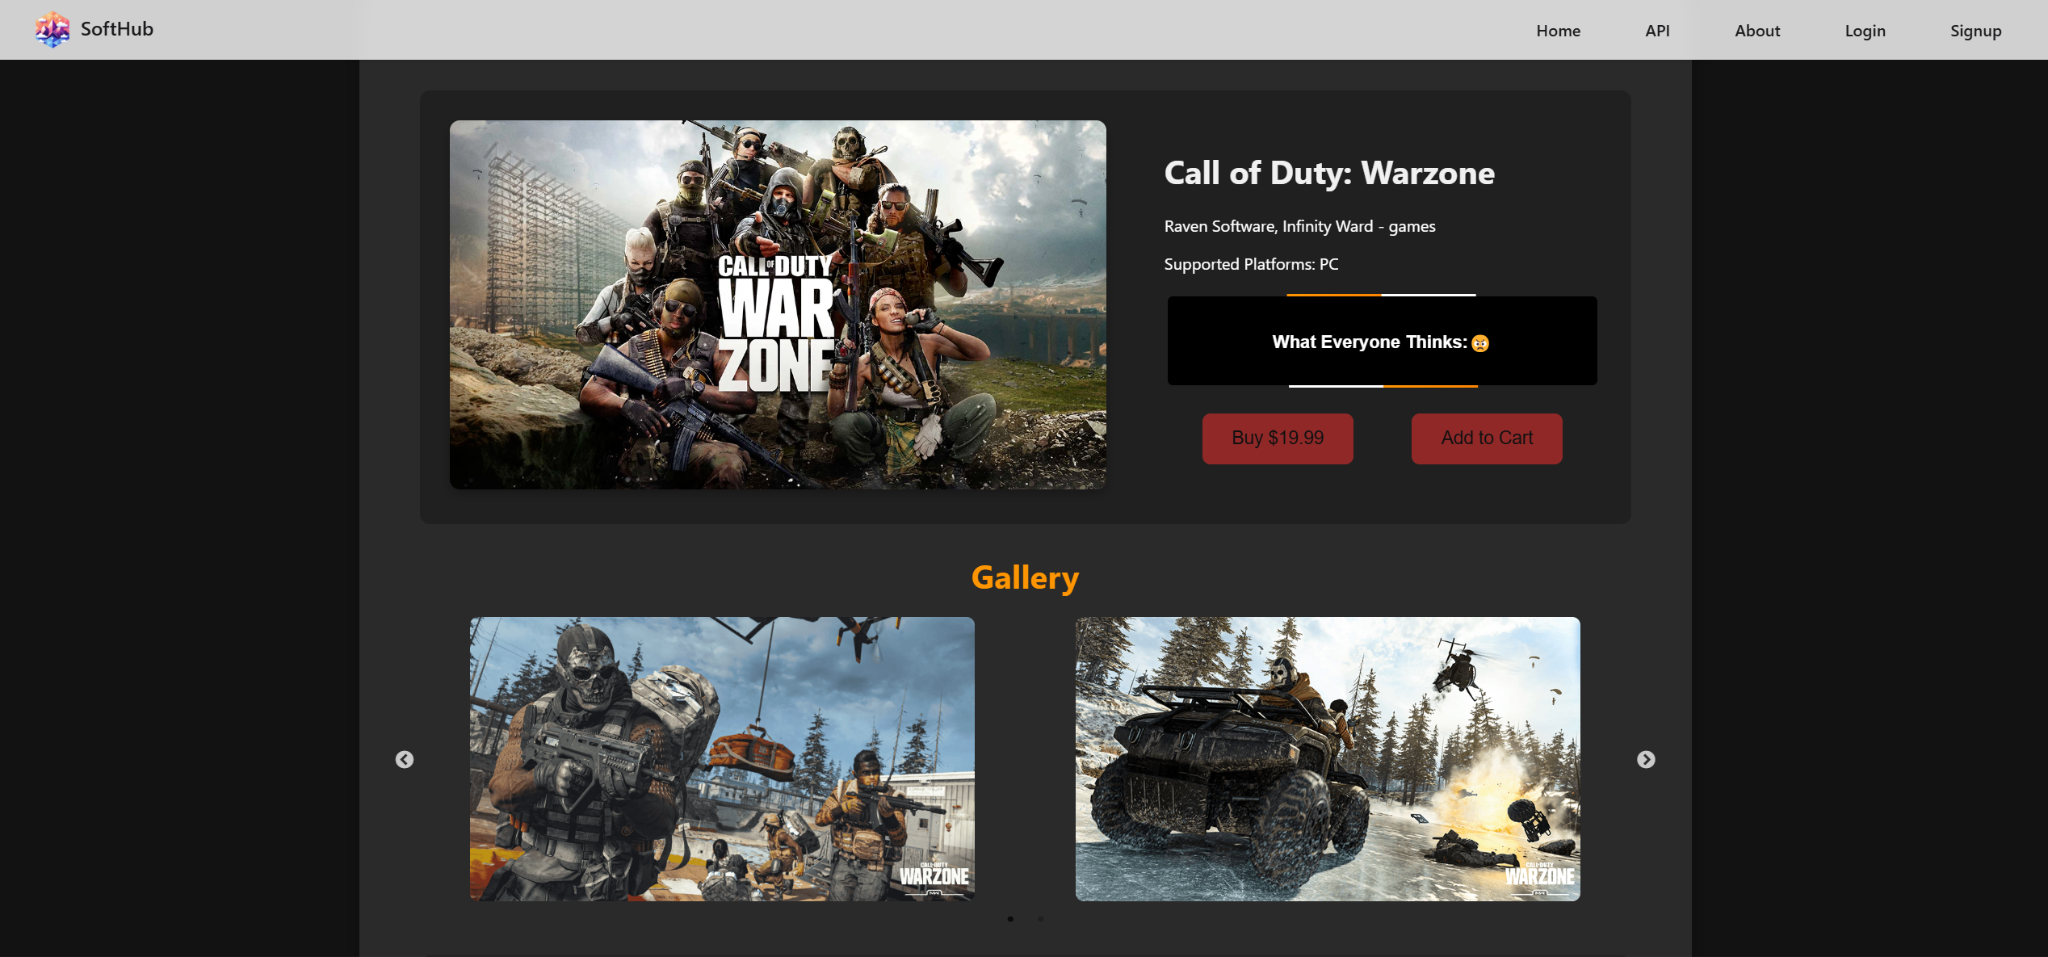 SoftHub
Home
API
About
Login
Signup
CALL OF DUTY
WAR
ZONE
Call of Duty: Warzone
Raven Software, Infinity Ward - games
Supported Platforms: PC
What Everyone Thinks:😡
Buy $19.99
Add to Cart
Gallery
CALL OF DUTY
WARZONE
CALL OF DUTY
WARZONE